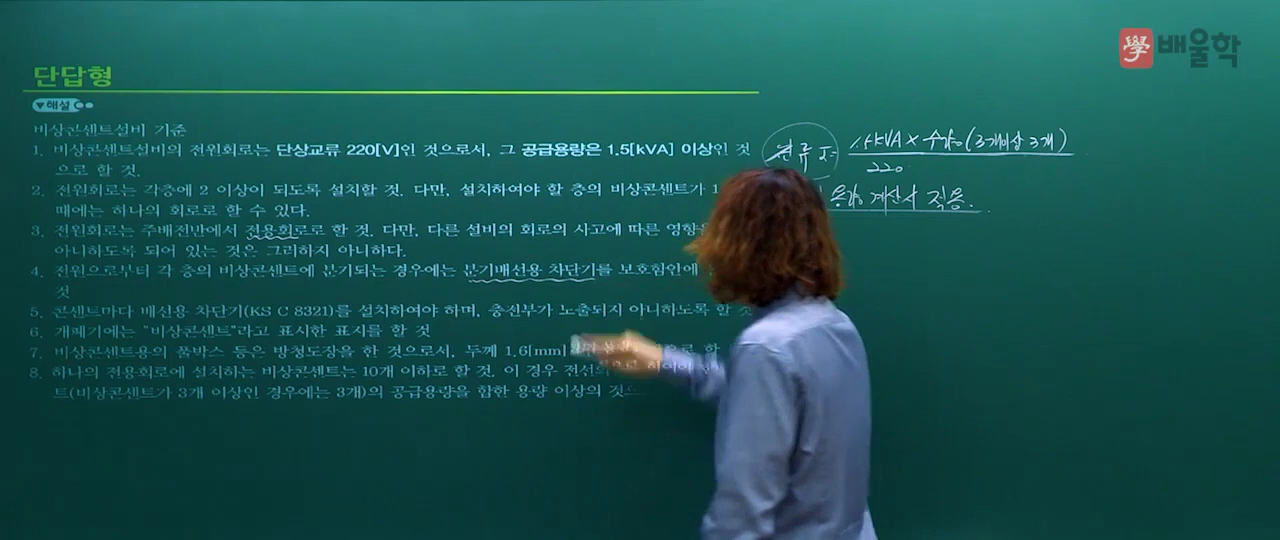 學 배울학
단답형
▼해설
비상콘센트설비 기준
1. 비상콘센트설비의 전원회로는 단상교류 220[V]인 것으로서, 그 공급용량은 1.5[kVA] 이상인 것
으로 할 것.
2. 전원회로는 각층에 2 이상이 되도록 설치할 것. 다만, 설치하여야 할 층의 비상콘센트가 1
때에는 하나의 회로로 할 수 있다.
3. 전원회로는 주배전반에서 전용회로로 할 것. 다만, 다른 설비의 회로의 사고에 따른 영향을
아니하도록 되어 있는 것은 그러하지 아니하다.
4. 전원으로부터 각 층의 비상콘센트에 분기되는 경우에는 분기배선용 차단기를 보호함안에
것
5. 콘센트마다 배선용 차단기(KS C 8321)를 설치하여야 하며, 충전부가 노출되지 아니하도록 할 것
6. 개폐기에는 "비상콘센트"라고 표시한 표지를 할 것
7. 비상콘센트용의 풀박스 등은 방청도장을 한 것으로서, 두께 1.6[mm] 으로 할
8. 하나의 전용회로에 설치하는 비상콘센트는 10개 이하로 할 것. 이 경우 전선의
트(비상콘센트가 3개 이상인 경우에는 3개)의 공급용량을 합한 용량 이상의 것으
전류 I= 1.5kVA × 수량(3개이상 3개)
220
용량 계산시 적용.